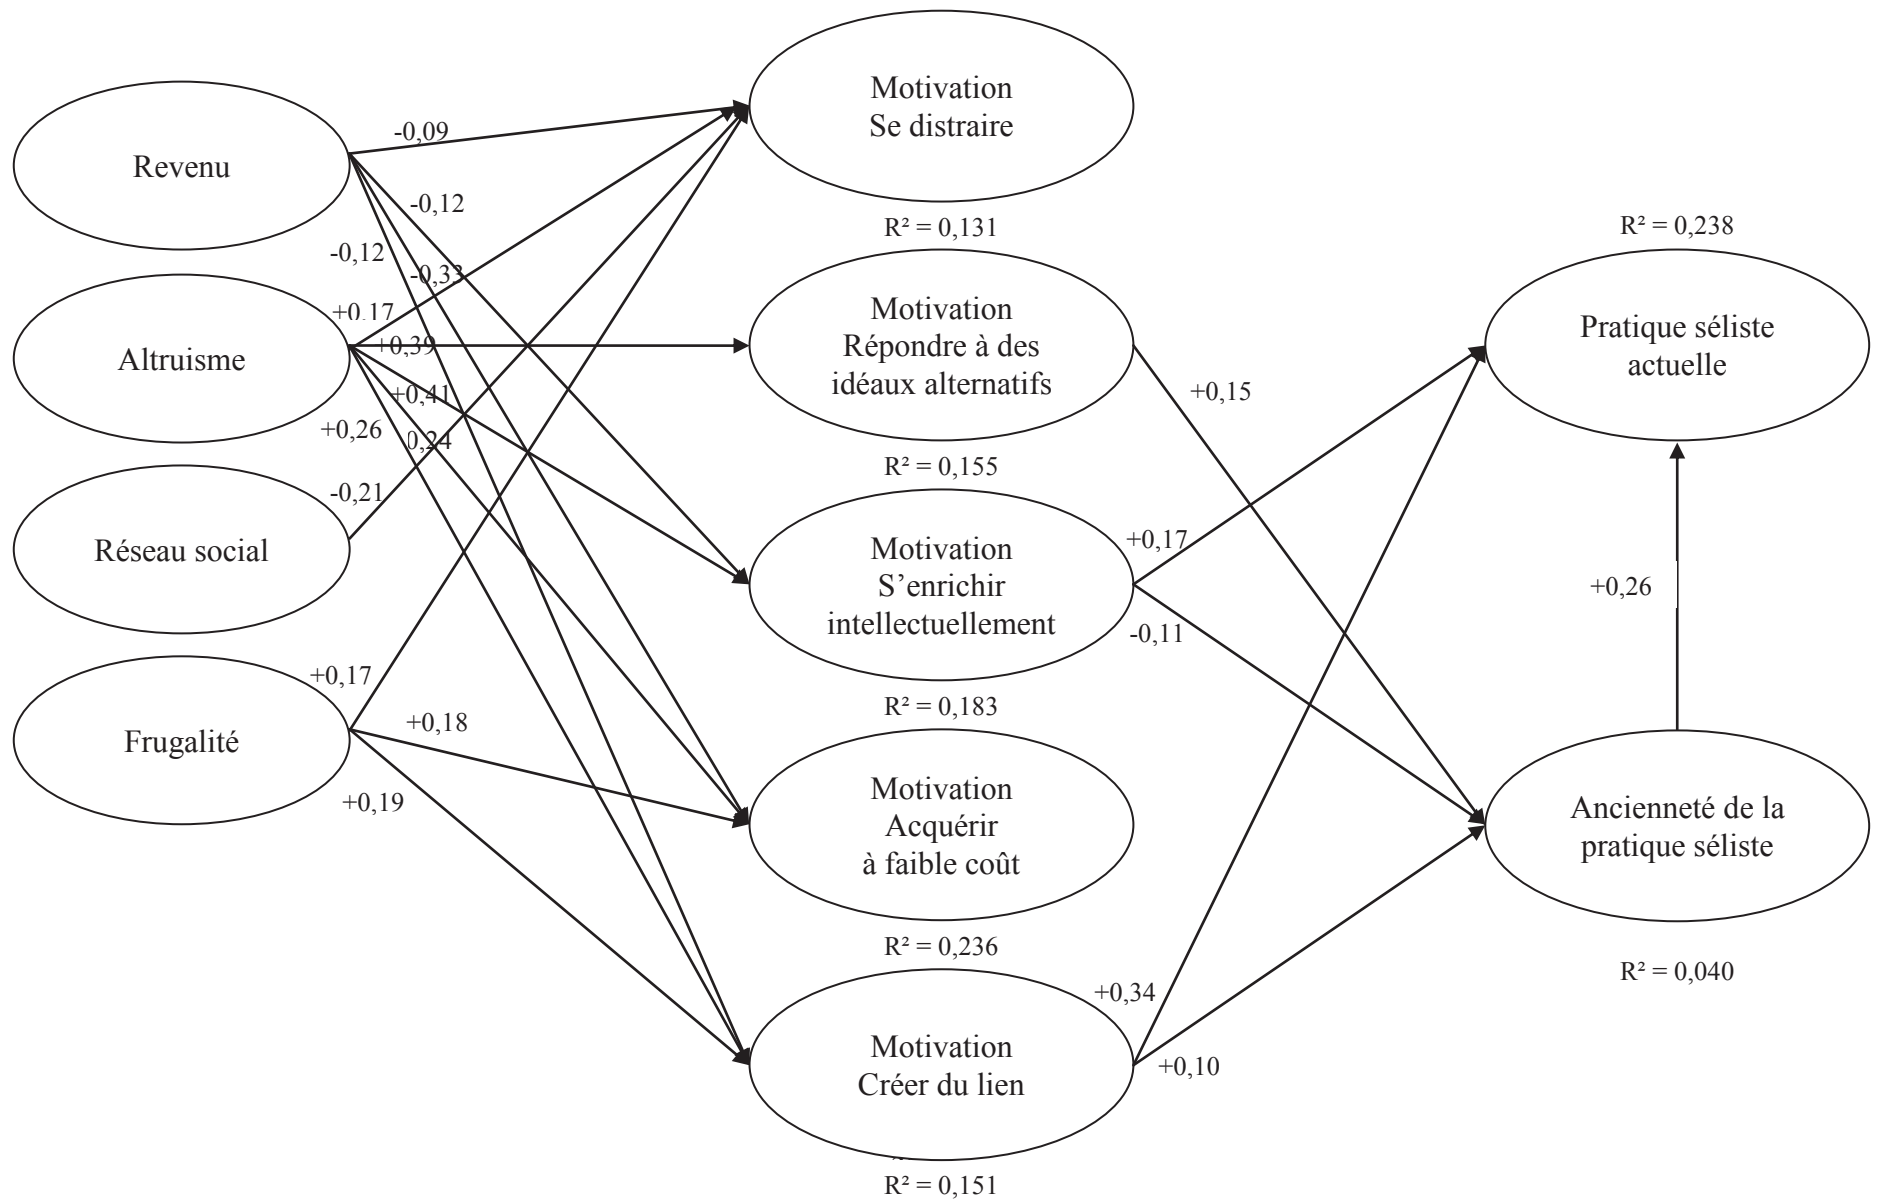 Motivation
Se distraire
R² = 0,131
Revenu
Altruisme
Réseau social
Frugalité
-0,09
-0,12
-0,12
-0,33
+0,17
+0,39
+0,41
+0,26
0,24
-0,21
+0,17
+0,18
+0,19
Motivation
Répondre à des
idéaux alternatifs
R² = 0,155
Motivation
S’enrichir
intellectuellement
R² = 0,183
Motivation
Acquérir
à faible coût
R² = 0,236
Motivation
Créer du lien
R² = 0,151
+0,15
+0,17
-0,11
+0,34
+0,10
R² = 0,238
Pratique séliste
actuelle
+0,26
Ancienneté de la
pratique séliste
R² = 0,040